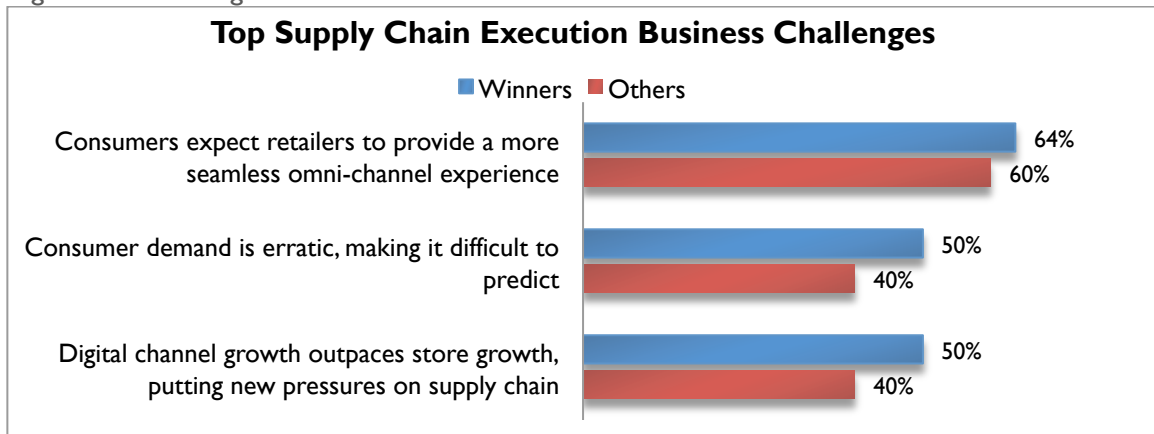 Top Supply Chain Execution Business Challenges
Winners Others
Consumers expect retailers to provide a more
seamless omni-channel experience
64%
60%
Consumer demand is erratic, making it difficult to
predict
50%
40%
Digital channel growth outpaces store growth,
putting new pressures on supply chain
50%
40%